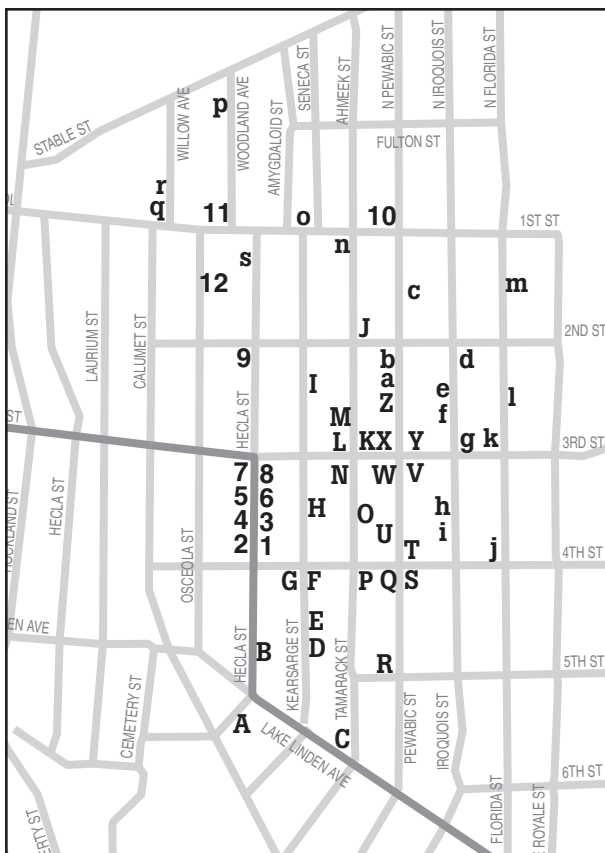 SENECA ST
AHMEEK ST
N PEWABIC ST
N IROQUOIS ST
N FLORIDA ST
WILLOW AVE
WOODLAND AVE
AMYGDALOID ST
STABLE ST
p
FULTON ST
r
q
11
o
10
1ST ST
n
s
12
c
m
LAURIUM ST
CALUMET ST
J
2ND ST
9
b
d
I
a
e
l
Z
f
M
HECLA ST
ST
L
K
X
Y
g
k
3RD ST
7
8
N
W
V
5
6
H
O
h
4
3
U
i
2
1
T
j
4TH ST
HECLA ST
OSCEOLA ST
G
F
P
Q
S
E
D
B
R
5TH ST
HECLA ST
KEARSARGE ST
TAMARACK ST
CEMETERY ST
A
LAKE LINDEN AVE
C
PEWABIC ST
IROQUOIS ST
6TH ST
FLORIDA ST
ROYALE ST